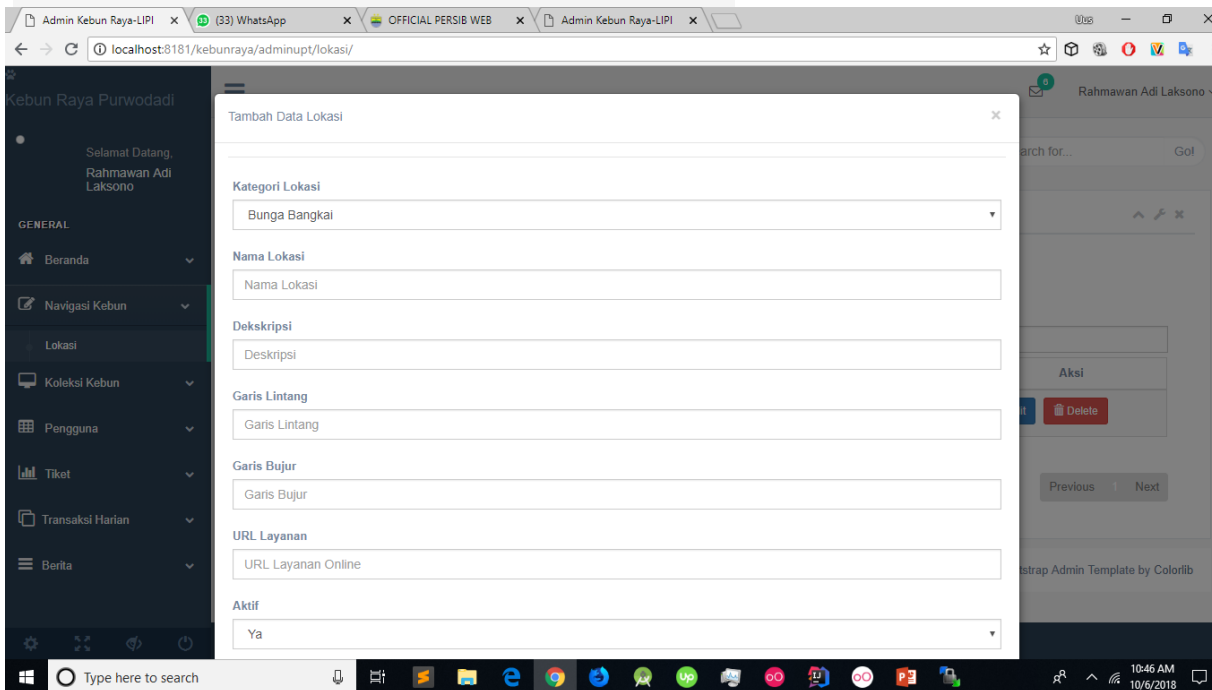 Admin Kebun Raya-LIPI
(33) WhatsApp
OFFICIAL PERSIB WEB
Admin Kebun Raya-LIPI
localhost:8181/kebunraya/adminupt/lokasi/
Kebun Raya Purwodadi
6
Rahmawan Adi Laksono
Selamat Datang,
Rahmawan Adi
Laksono
GENERAL
Beranda
Navigasi Kebun
Lokasi
Koleksi Kebun
Pengguna
Tiket
Transaksi Harian
Berita
Tambah Data Lokasi
×
Kategori Lokasi
Bunga Bangkai
Nama Lokasi
Nama Lokasi
Dekskripsi
Deskripsi
Garis Lintang
Garis Lintang
Garis Bujur
Garis Bujur
URL Layanan
URL Layanan Online
Aktif
Ya
arch for...
Go!
Aksi
it
Delete
Previous
1
Next
tstrap Admin Template by Colorlib
Type here to search
Up
10:46 AM
10/6/2018